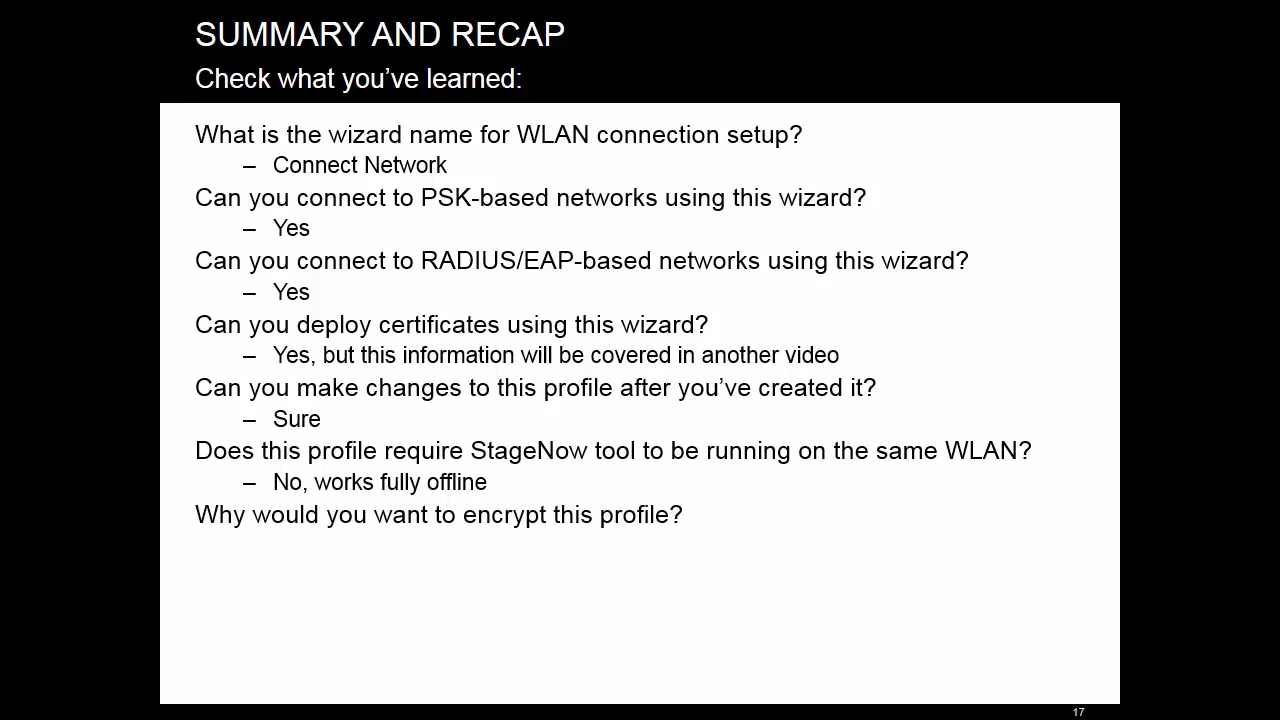 SUMMARY AND RECAP
Check what you’ve learned:
What is the wizard name for WLAN connection setup?
– Connect Network
Can you connect to PSK-based networks using this wizard?
– Yes
Can you connect to RADIUS/EAP-based networks using this wizard?
– Yes
Can you deploy certificates using this wizard?
– Yes, but this information will be covered in another video
Can you make changes to this profile after you’ve created it?
– Sure
Does this profile require StageNow tool to be running on the same WLAN?
– No, works fully offline
Why would you want to encrypt this profile?
17